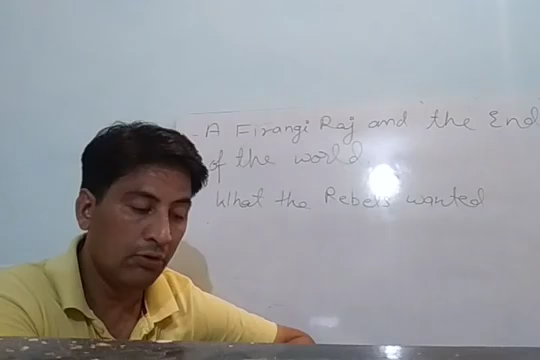 - A Firangi Raj and the End
of the world.
What the Rebels wanted